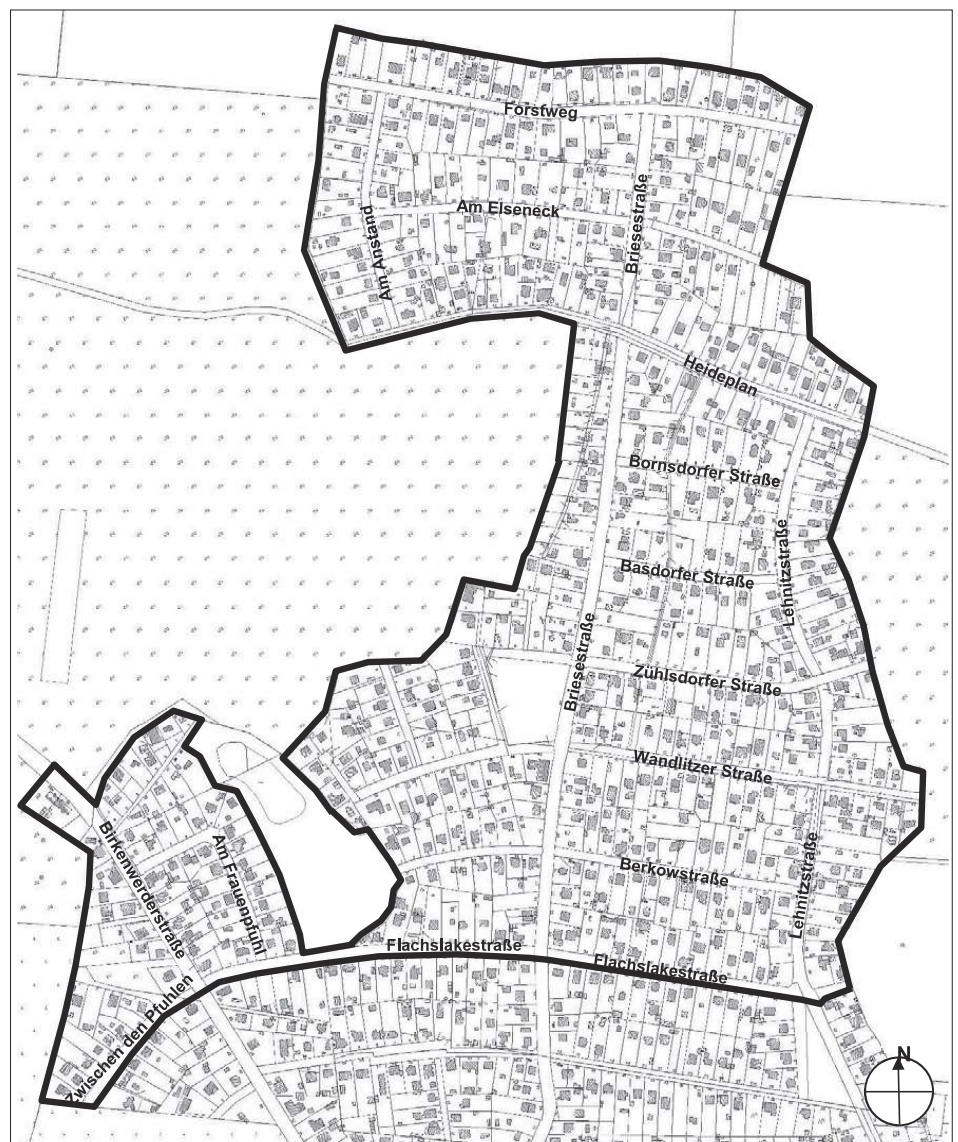 Forstweg
Am Elseneck
Briesestraße
Am Anstand
Heideplan
Bornsdorfer Straße
Lehnitzstraße
Basdorfer Straße
Briesestraße
Zühlsdorfer Straße
Wandlitzer Straße
Birkenwerderstraße
Am Frauenpfuhl
Berkowstraße
Lehnitzstraße
Flachslakestraße
Flachslakestraße
Zwischen den Pfuhlen
N